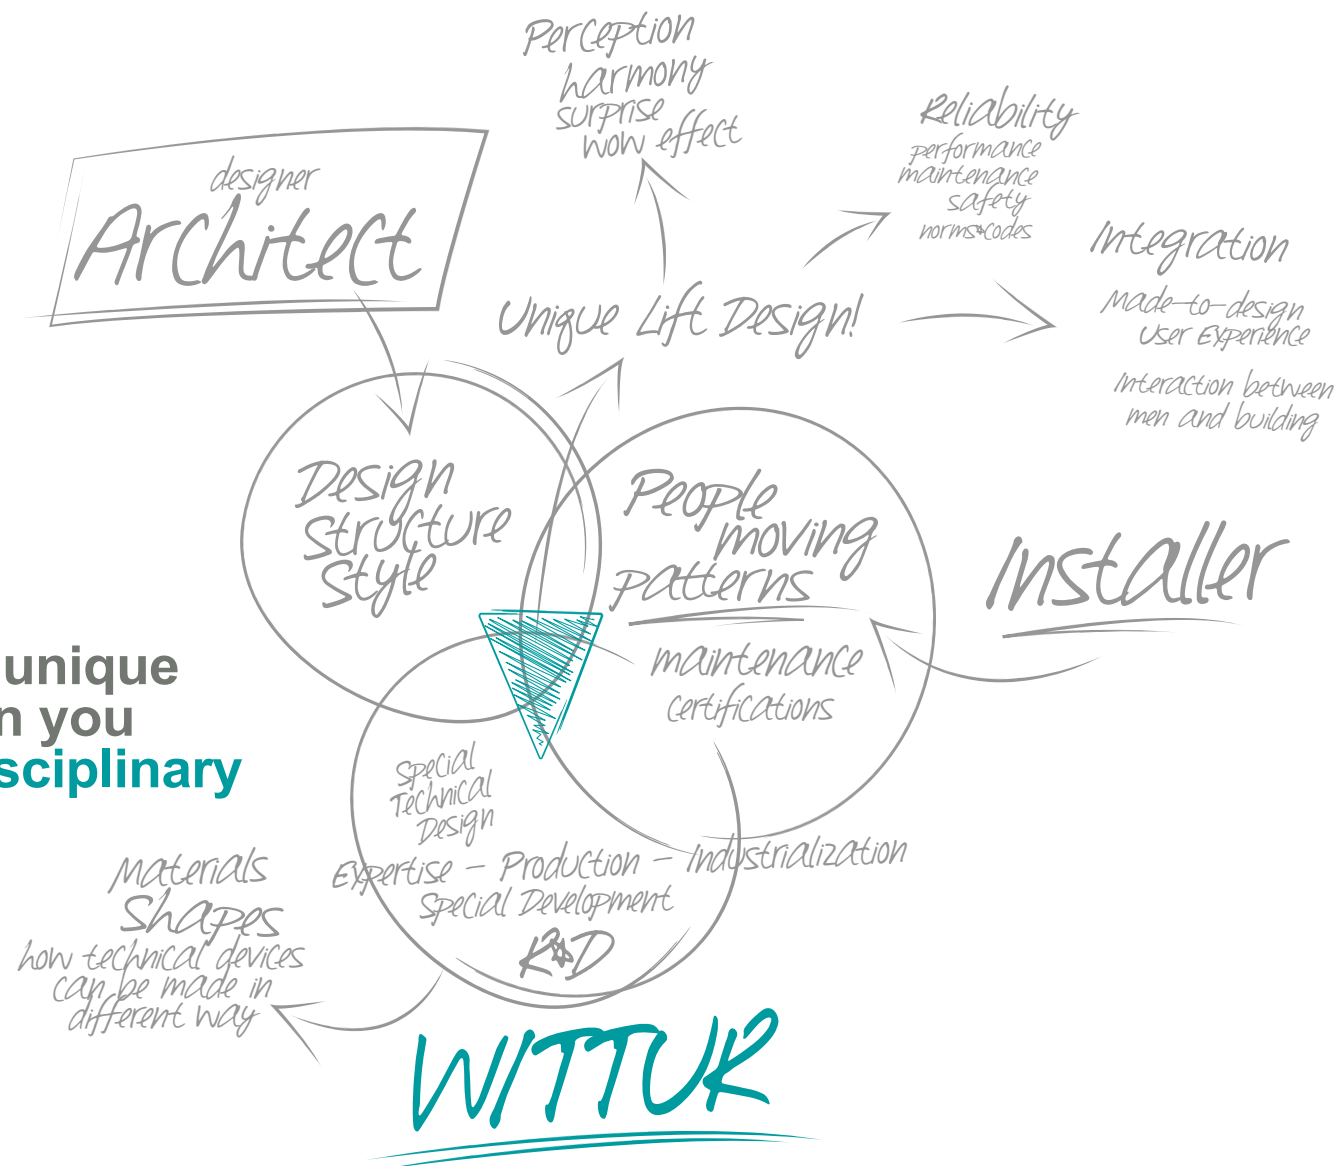 Perception
harmony
surprise
wow effect
Reliability
performance
maintenance
safety
norms&codes
designer
Architect
Integration
Made-to-design
User Experience
Interaction between
men and building
Unique Lift Design!
Design
Structure
Style
People
moving
patterns
maintenance
certifications
Installer
unique
n you
sciplinary
Special
Technical
Design
Expertise - Production - Industrialization
Special Development
R&D
Materials
Shapes
how technical devices
can be made in
different way
WITTUR